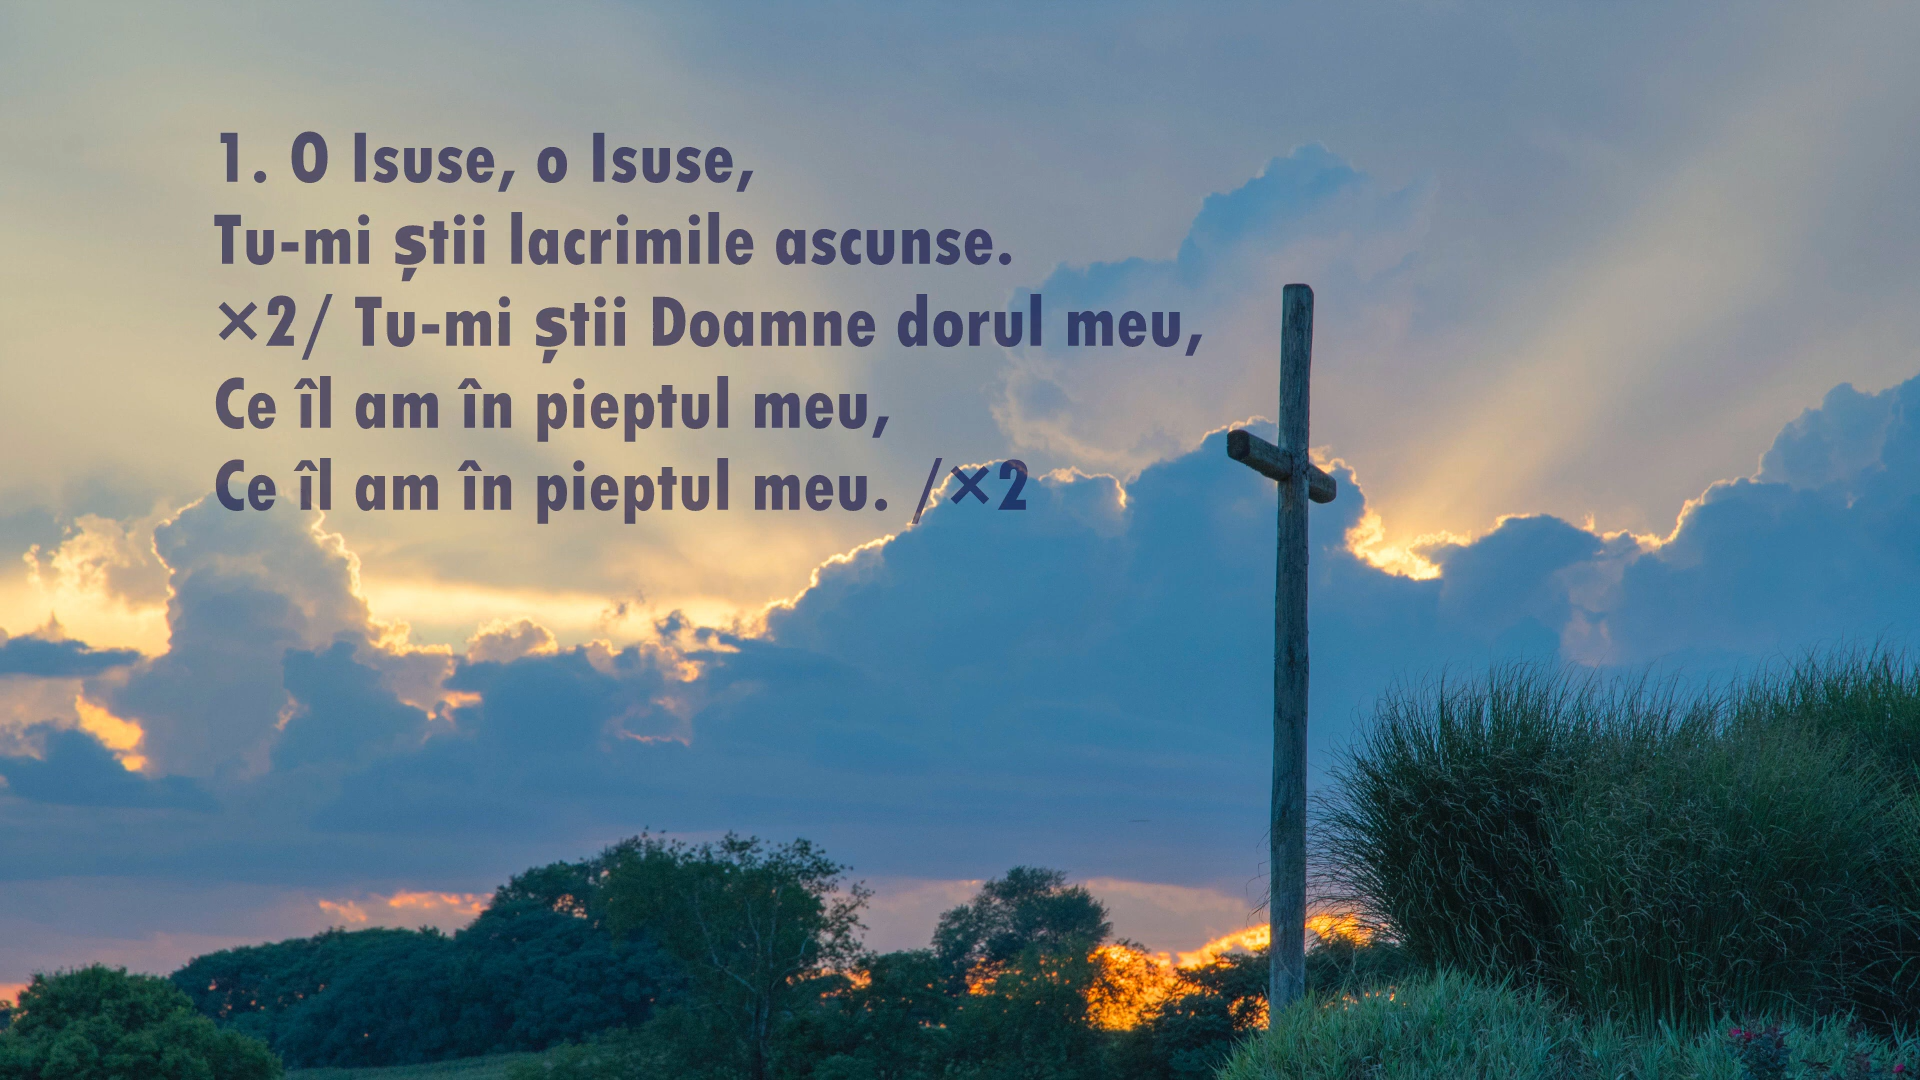 1. O Isuse, o Isuse,
Tu-mi știi lacrimile ascunse.
×2/ Tu-mi știi Doamne dorul meu,
Ce îl am în pieptul meu,
Ce îl am în pieptul meu. /×2